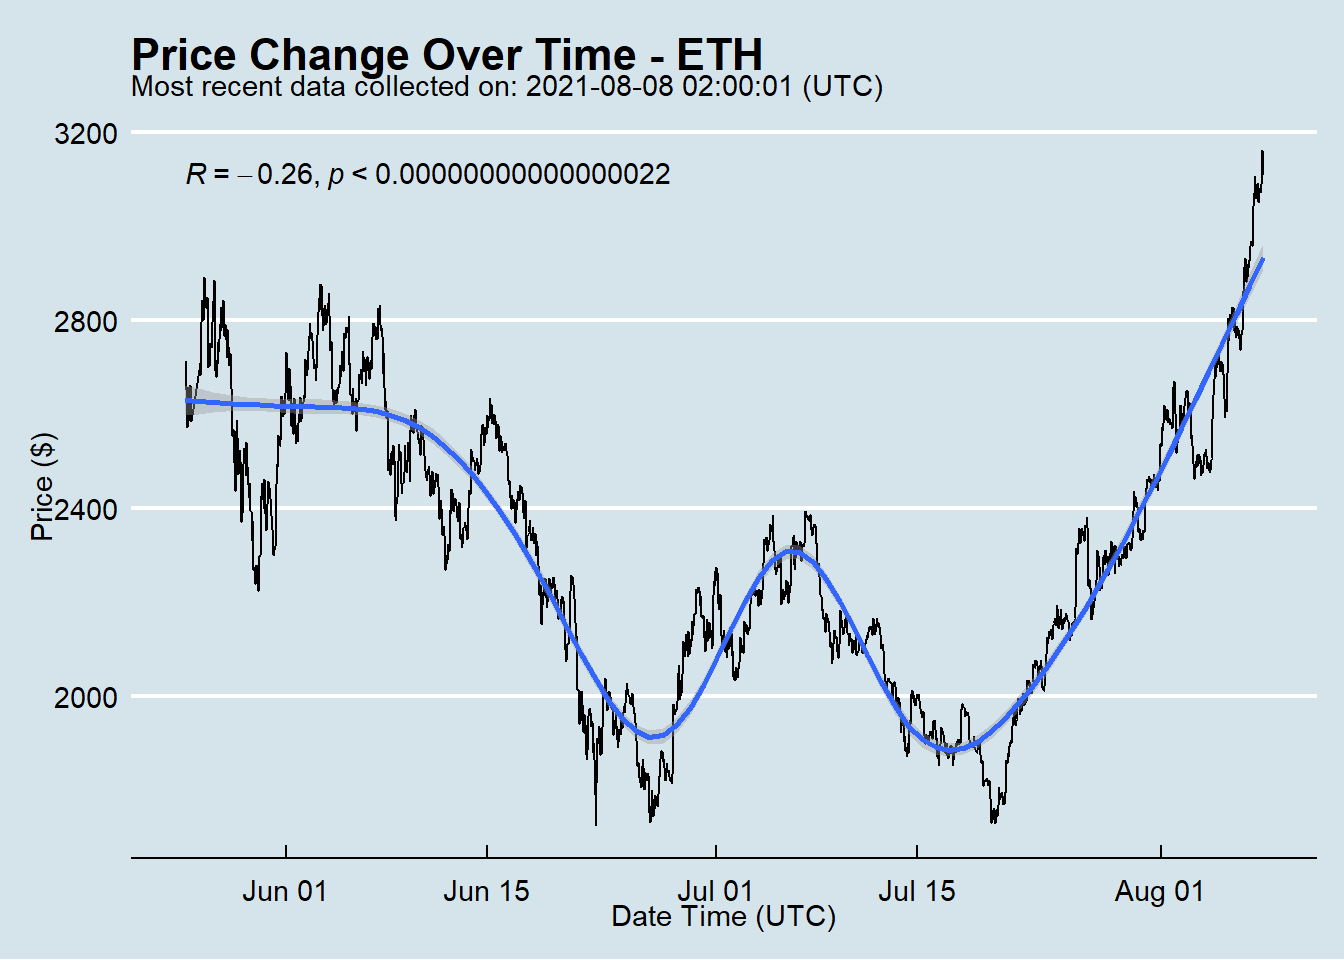 Price Change Over Time - ETH
Most recent data collected on: 2021-08-08 02:00:01 (UTC)
R = −0.26, p < 0.00000000000000022
3200
2800
2400
2000
Price ($)
Jun 01
Jun 15
Jul 01
Jul 15
Aug 01
Date Time (UTC)